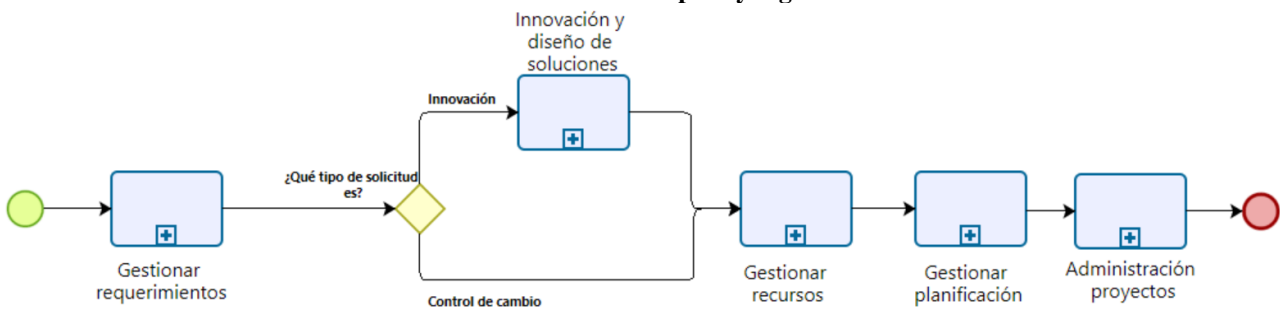 Innovación y
diseño de
soluciones
Innovación
¿Qué tipo de solicitud
es?
Gestionar
requerimientos
Control de cambio
Gestionar
recursos
Gestionar
planificación
Administración
proyectos